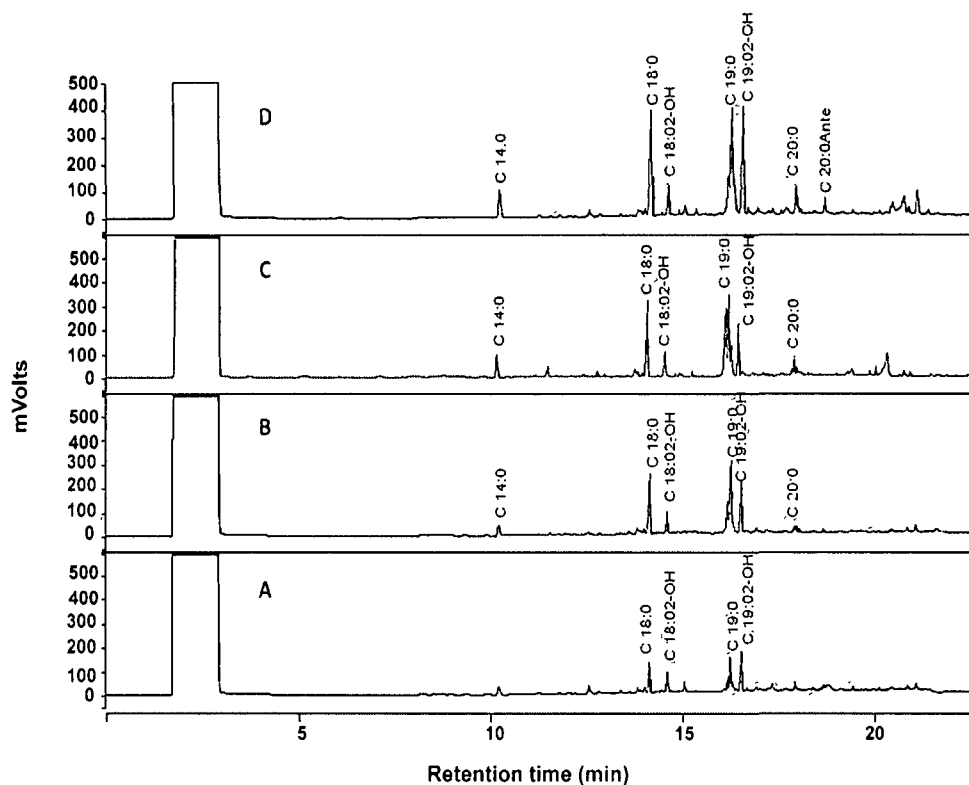 mVolts
500
400
300
200
100
0
D
C 14.0
C 18'0
C 18:02-OH
C 19:0
C 19:02-OH
C 20:0
C 20:0Ante
500
400
300
200
100
0
C
C 14:0
C 18:0
C 18:02-OH
C 19:0
C 19:02-OH
C 20:0
500
400
300
200
100
0
B
C 14:0
C 18:0
C 18:02-OH
C 19:0
C 19:02-OH
C 20'0
500
400
300
200
100
0
A
C 18:0
C 18:02-OH
C 19:0
C.19:02-OH
5 10 15 20
Retention time (min)